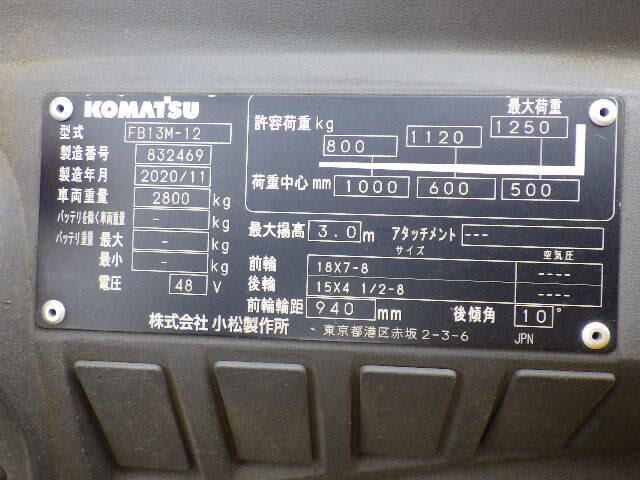 KOMATSU
型式 FB13M-12
製造番号 832469
製造年月 2020/11
車両重量 2800 kg
バッテリを除く車両重量 - kg
バッテリ重量 最大 - kg
最小 - kg
電圧 48 V
最大荷重
許容荷重 kg 800 1120 1250
荷重中心 mm 1000 600 500
最大揚高 3.0 m アタッチメント ---
サイズ 空気圧
前輪 18X7-8 ----
後輪 15X4 1/2-8 ----
前輪輪距 940 mm 後傾角 10°
株式会社 小松製作所 東京都港区赤坂2-3-6 JPN